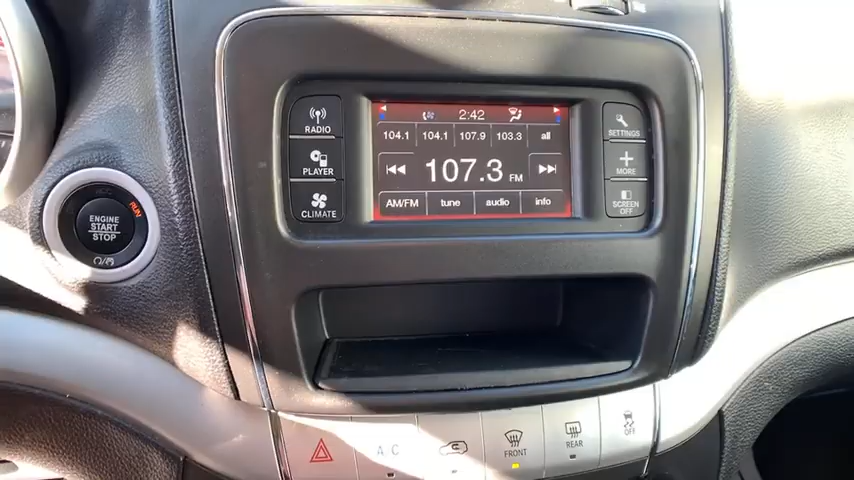 2:42
RADIO
104.1 104.1 107.9 103.3 all
SETTINGS
PLAYER
107.3 FM
MORE
CLIMATE
AM/FM tune audio info
SCREEN
OFF
RUN
ENGINE
START
STOP
A C
FRONT
REAR
OFF